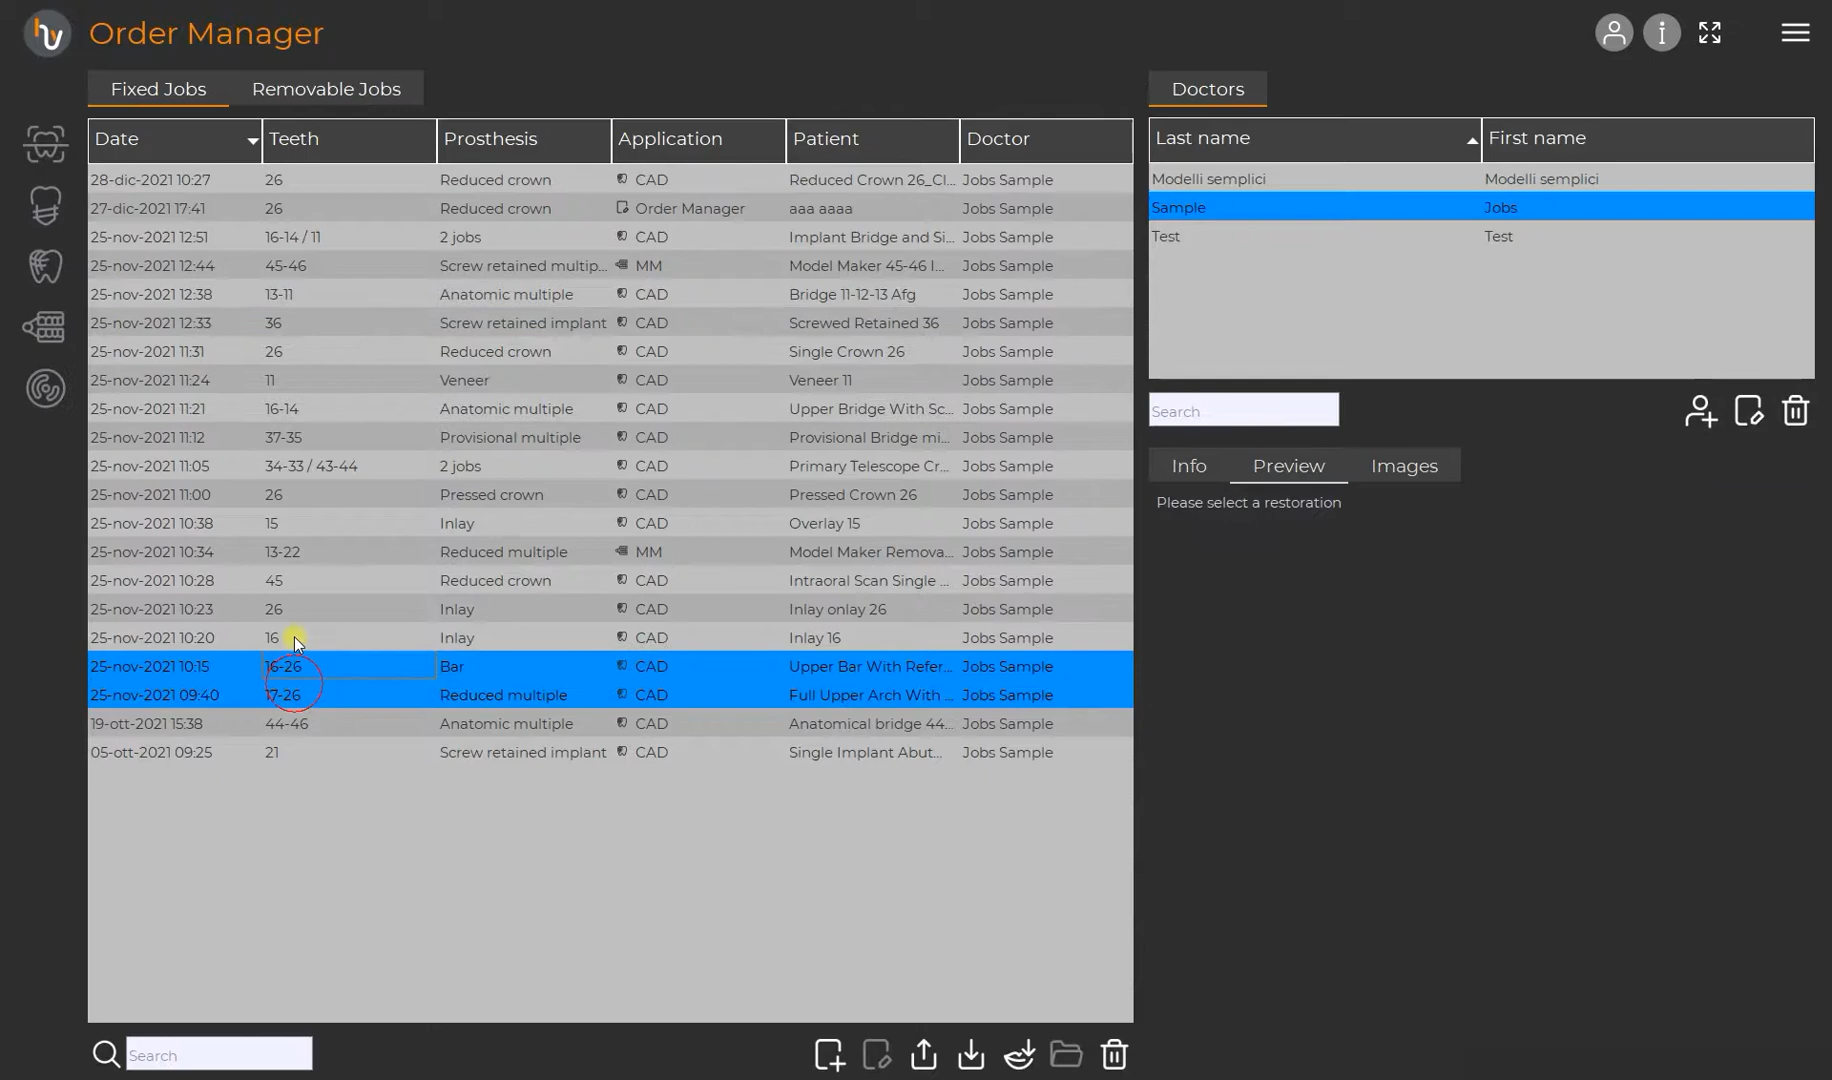 Order Manager
Fixed Jobs Removable Jobs
Date Teeth Prosthesis Application Patient Doctor
28-dic-2021 10:27 26 Reduced crown CAD Reduced Crown 26_Cl... Jobs Sample
27-dic-2021 17:41 26 Reduced crown Order Manager aaa aaaa Jobs Sample
25-nov-2021 12:51 16-14 / 11 2 jobs CAD Implant Bridge and Si... Jobs Sample
25-nov-2021 12:44 45-46 Screw retained multip... MM Model Maker 45-46 I... Jobs Sample
25-nov-2021 12:38 13-11 Anatomic multiple CAD Bridge 11-12-13 Afg Jobs Sample
25-nov-2021 12:33 36 Screw retained implant CAD Screwed Retained 36 Jobs Sample
25-nov-2021 11:31 26 Reduced crown CAD Single Crown 26 Jobs Sample
25-nov-2021 11:24 11 Veneer CAD Veneer 11 Jobs Sample
25-nov-2021 11:21 16-14 Anatomic multiple CAD Upper Bridge With Sc... Jobs Sample
25-nov-2021 11:12 37-35 Provisional multiple CAD Provisional Bridge mi... Jobs Sample
25-nov-2021 11:05 34-33 / 43-44 2 jobs CAD Primary Telescope Cr... Jobs Sample
25-nov-2021 11:00 26 Pressed crown CAD Pressed Crown 26 Jobs Sample
25-nov-2021 10:38 15 Inlay CAD Overlay 15 Jobs Sample
25-nov-2021 10:34 13-22 Reduced multiple MM Model Maker Remova... Jobs Sample
25-nov-2021 10:28 45 Reduced crown CAD Intraoral Scan Single ... Jobs Sample
25-nov-2021 10:23 26 Inlay CAD Inlay onlay 26 Jobs Sample
25-nov-2021 10:20 16 Inlay CAD Inlay 16 Jobs Sample
25-nov-2021 10:15 16-26 Bar CAD Upper Bar With Refer... Jobs Sample
25-nov-2021 09:40 17-26 Reduced multiple CAD Full Upper Arch With ... Jobs Sample
19-ott-2021 15:38 44-46 Anatomic multiple CAD Anatomical bridge 44... Jobs Sample
05-ott-2021 09:25 21 Screw retained implant CAD Single Implant Abut... Jobs Sample
Search
Doctors
Last name First name
Modelli semplici Modelli semplici
Sample Jobs
Test Test
Search
Info Preview Images
Please select a restoration